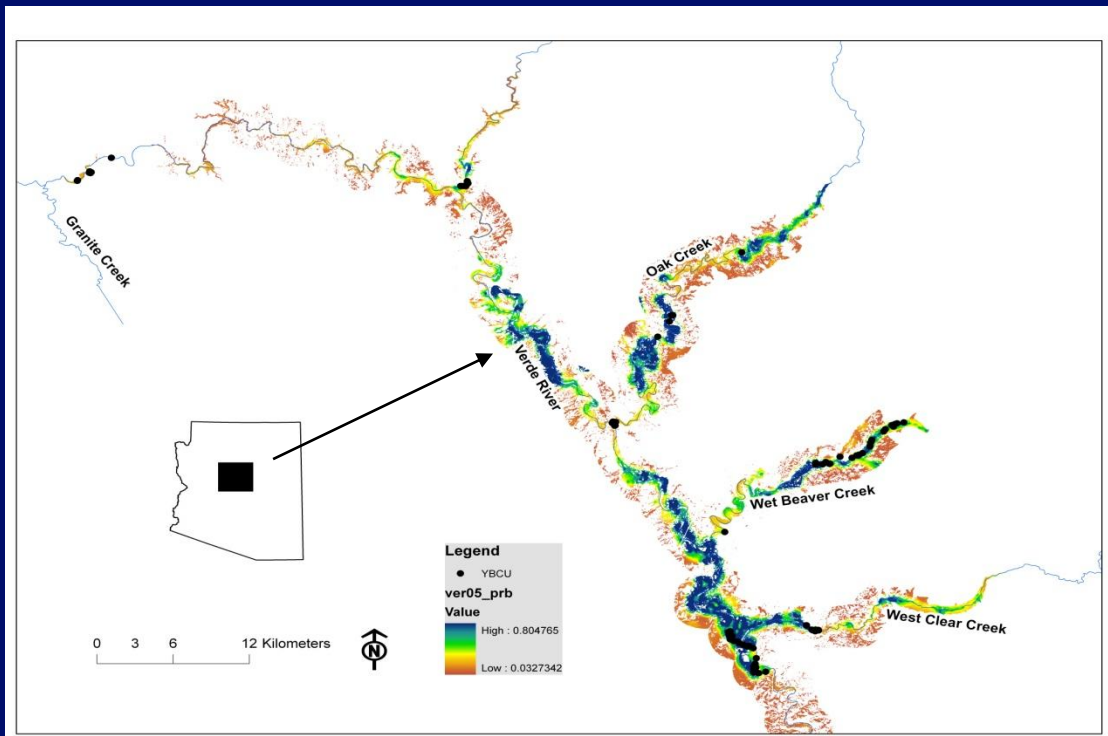 Granite Creek
Oak Creek
Verde River
Wet Beaver Creek
West Clear Creek
Legend
YBCU
ver05_prb
Value
High : 0.804765
Low : 0.0327342
0 3 6 12 Kilometers
N